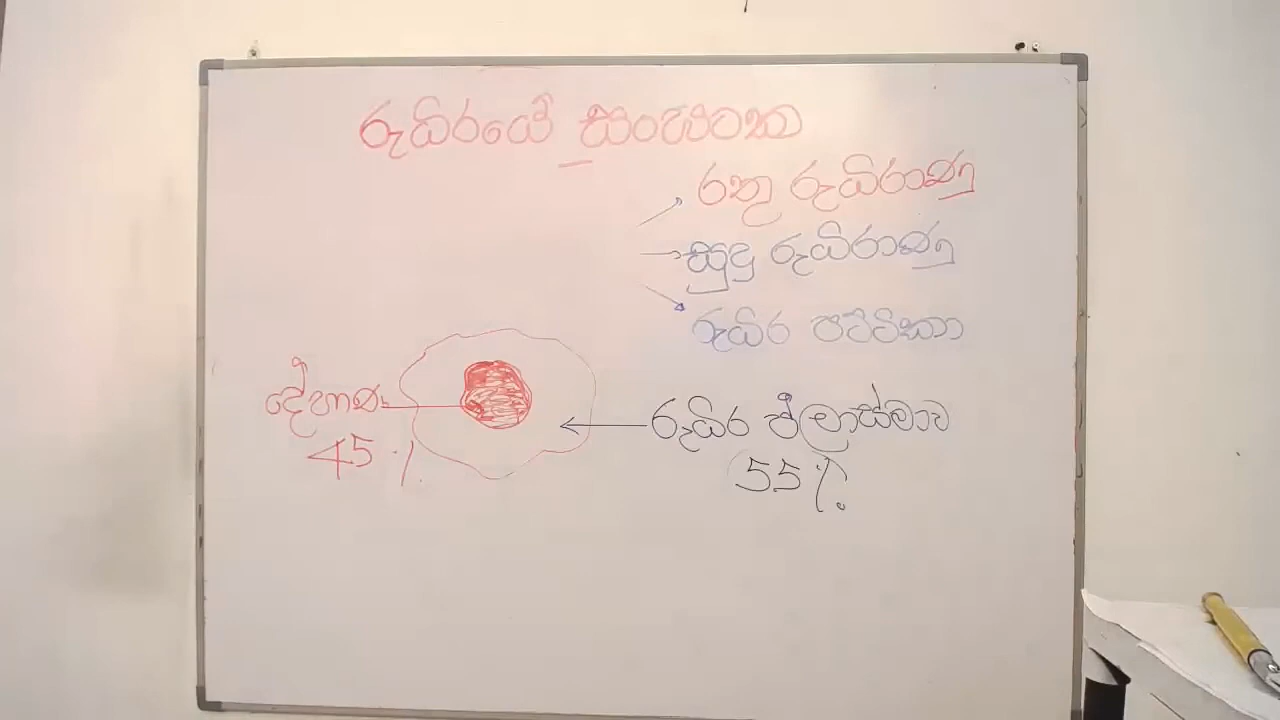 රුධිරයේ සංඝටක
රතු රුධිරාණු
සුදු රුධිරාණු
රුධිර පට්ටිකා
දේහාණු
45 %
රුධිර ප්ලාස්මාව
55 %